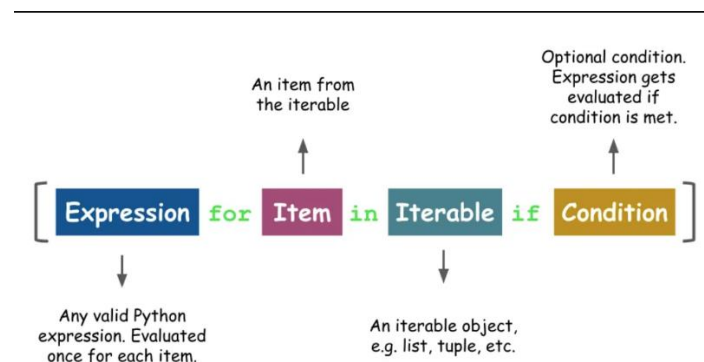 Optional condition.
Expression gets
evaluated if
condition is met.
An item from
the iterable
[ Expression for Item in Iterable if Condition ]
Any valid Python
expression. Evaluated
once for each item.
An iterable object,
e.g. list, tuple, etc.